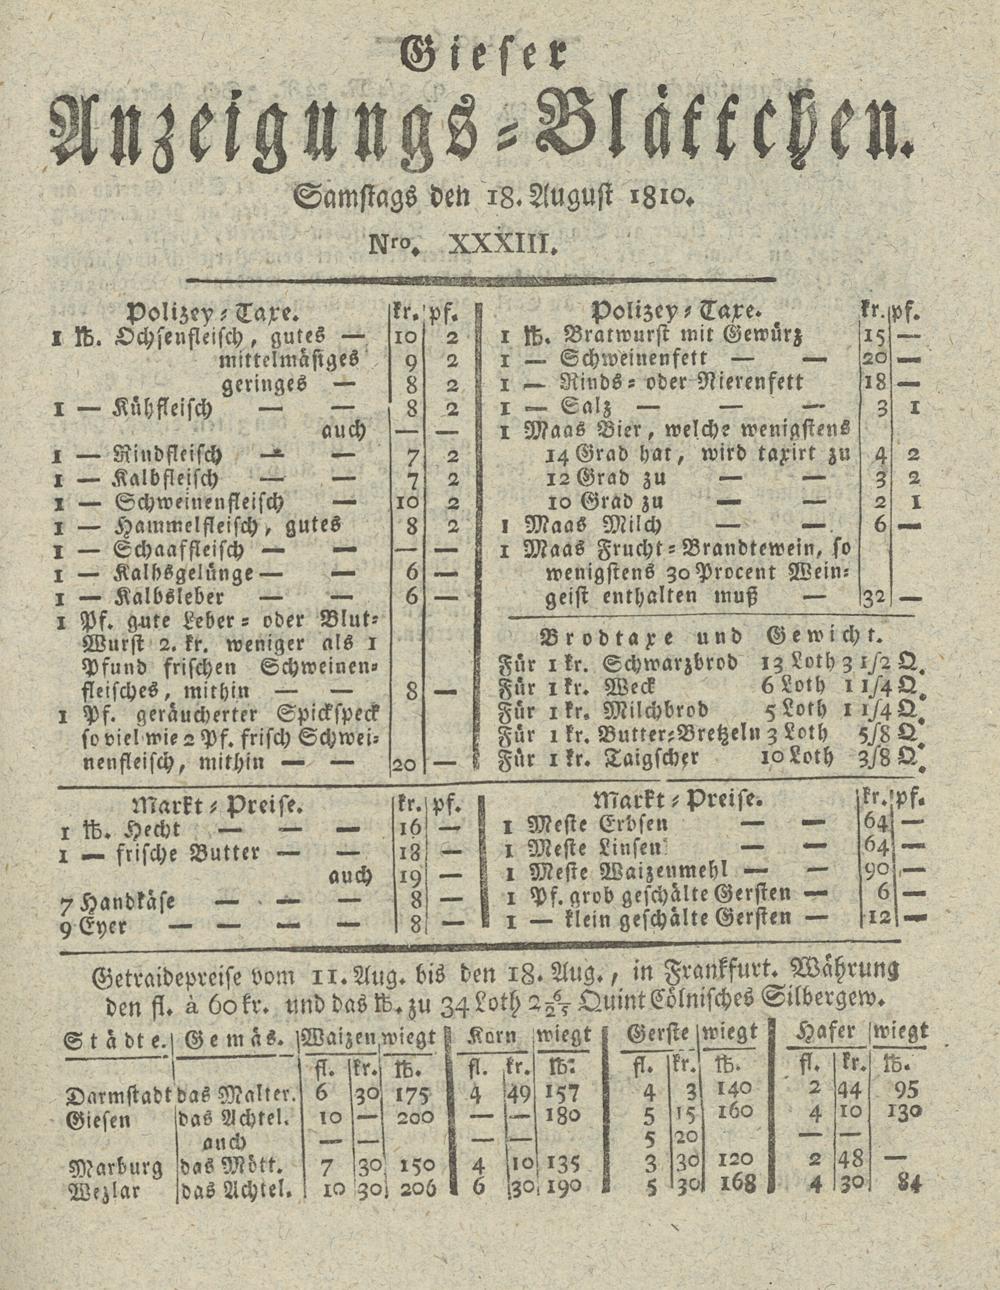 Gieser
Anzeigungs-Blättchen.
Samstags den 18. August 1810.
Nro. XXXIII.
Polizey-Taxe. kr. pf.
1 ℔. Ochsenfleisch, gutes — 10 2
mittelmäsiges 9 2
geringes — 8 2
1 — Kühfleisch — — 8 2
auch — —
1 — Rindfleisch — — 7 2
1 — Kalbfleisch — — 7 2
1 — Schweinenfleisch — 10 2
1 — Hammelfleisch, gutes 8 2
1 — Schaaffleisch — — — —
1 — Kalbsgelünge — — 6 —
1 — Kalbsleber — — 6 —
1 Pf. gute Leber- oder Blut-
Wurst 2. kr. weniger als 1
Pfund frischen Schweinen-
fleisches, mithin — — 8 —
1 Pf. geräucherter Spickspeck
so viel wie 2 Pf. frisch Schwei-
nenfleisch, mithin — — 20 —
Polizey-Taxe. kr. pf.
1 ℔. Bratwurst mit Gewürz 15 —
1 — Schweinenfett — — 20 —
1 — Rinds- oder Nierenfett 18 —
1 — Salz — — — 3 1
1 Maas Bier, welche wenigstens
14 Grad hat, wird taxirt zu 4 2
12 Grad zu — — 3 2
10 Grad zu — — 2 1
1 Maas Milch — — 6 —
1 Maas Frucht-Brandtewein, so
wenigstens 30 Procent Wein-
geist enthalten muß — 32 —
Brodtaxe und Gewicht.
Für 1 kr. Schwarzbrod 13 Loth 3 1/2 Q.
Für 1 kr. Weck 6 Loth 1 1/4 Q.
Für 1 kr. Milchbrod 5 Loth 1 1/4 Q.
Für 1 kr. Butter-Bretzeln 3 Loth 5/8 Q.
Für 1 kr. Taigscher 10 Loth 3/8 Q.
Markt-Preise. kr. pf.
1 ℔. Hecht — — — 16 —
1 — frische Butter — — 18 —
auch 19 —
7 Handkäse — — — 8 —
9 Eyer — — — — 8 —
Markt-Preise. kr. pf.
1 Meste Erbsen — — 64 —
1 Meste Linsen — — 64 —
1 Meste Waizenmehl — — 90 —
1 Pf. grob geschälte Gersten — 6 —
1 — klein geschälte Gersten — 12 —
Getraidepreise vom 11. Aug. bis den 18. Aug., in Frankfurt. Währung
den fl. à 60 kr. und das ℔. zu 34 Loth Quint Cölnisches Silbergew.
Städte. Gemäs. Waizen wiegt Korn wiegt Gerste wiegt Hafer wiegt
fl. kr. ℔. fl. kr. ℔. fl. kr. ℔. fl. kr. ℔.
Darmstadt das Malter. 6 30 175 4 49 157 4 3 140 2 44 95
Giesen das Achtel. 10 — 200 — — 180 5 15 160 4 10 130
auch — — — — 5 20 — —
Marburg das Mött. 7 30 150 4 10 135 3 30 120 2 48 —
Wezlar das Achtel. 10 30 206 6 30 190 5 30 168 4 30 84